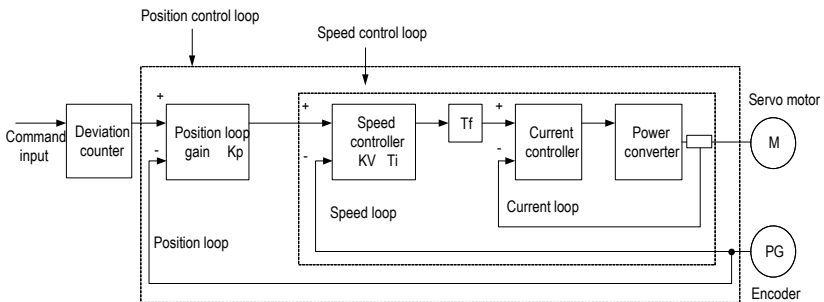 Position control loop
Speed control loop
Servo motor
Command
input
Deviation
counter
+
-
Position loop
gain Kp
+
-
Speed
controller
KV Ti
Tf
+
-
Current
controller
Power
converter
M
Current loop
Speed loop
Position loop
PG
Encoder